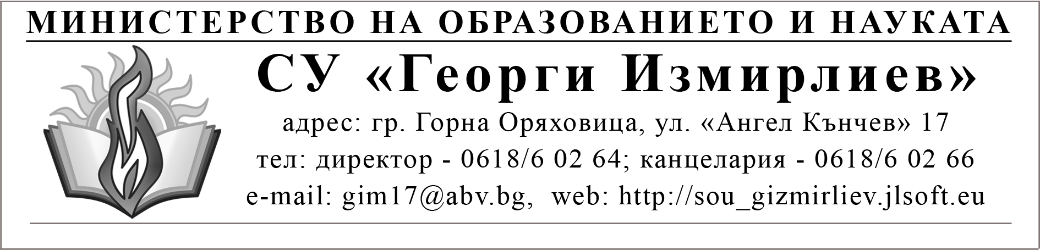 МИНИСТЕРСТВО НА ОБРАЗОВАНИЕТО И НАУКАТА
СУ «Георги Измирлиев»
адрес: гр. Горна Оряховица, ул. «Ангел Кънчев» 17
тел: директор - 0618/6 02 64; канцелария - 0618/6 02 66
e-mail: gim17@abv.bg, web: http://sou_gizmirliev.jlsoft.eu